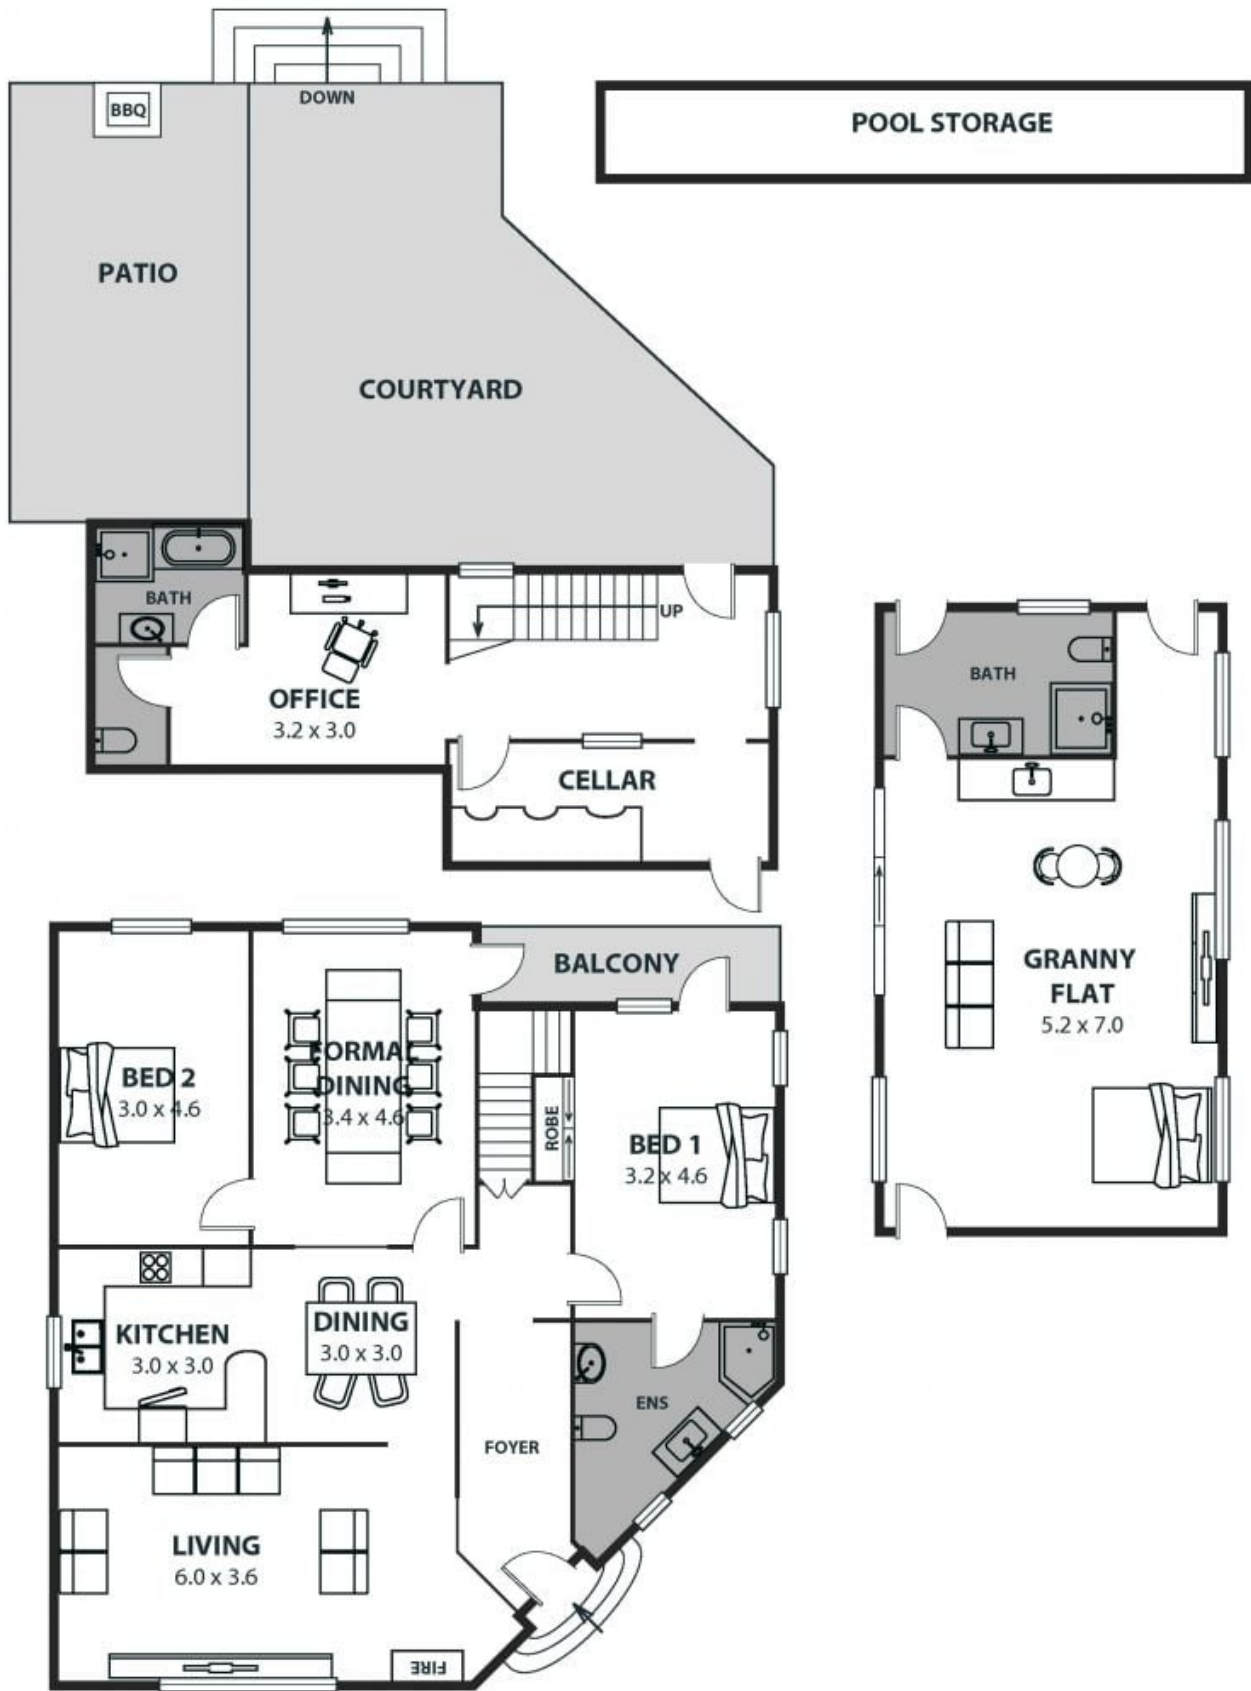 DOWN
BBQ
POOL STORAGE
PATIO
COURTYARD
BATH
UP
OFFICE
3.2 x 3.0
CELLAR
BATH
GRANNY
FLAT
5.2 x 7.0
BALCONY
BED 2
3.0 x 4.6
FORMAL
DINING
3.4 x 4.6
ROBE
BED 1
3.2 x 4.6
KITCHEN
3.0 x 3.0
DINING
3.0 x 3.0
ENS
FOYER
LIVING
6.0 x 3.6
FIRE